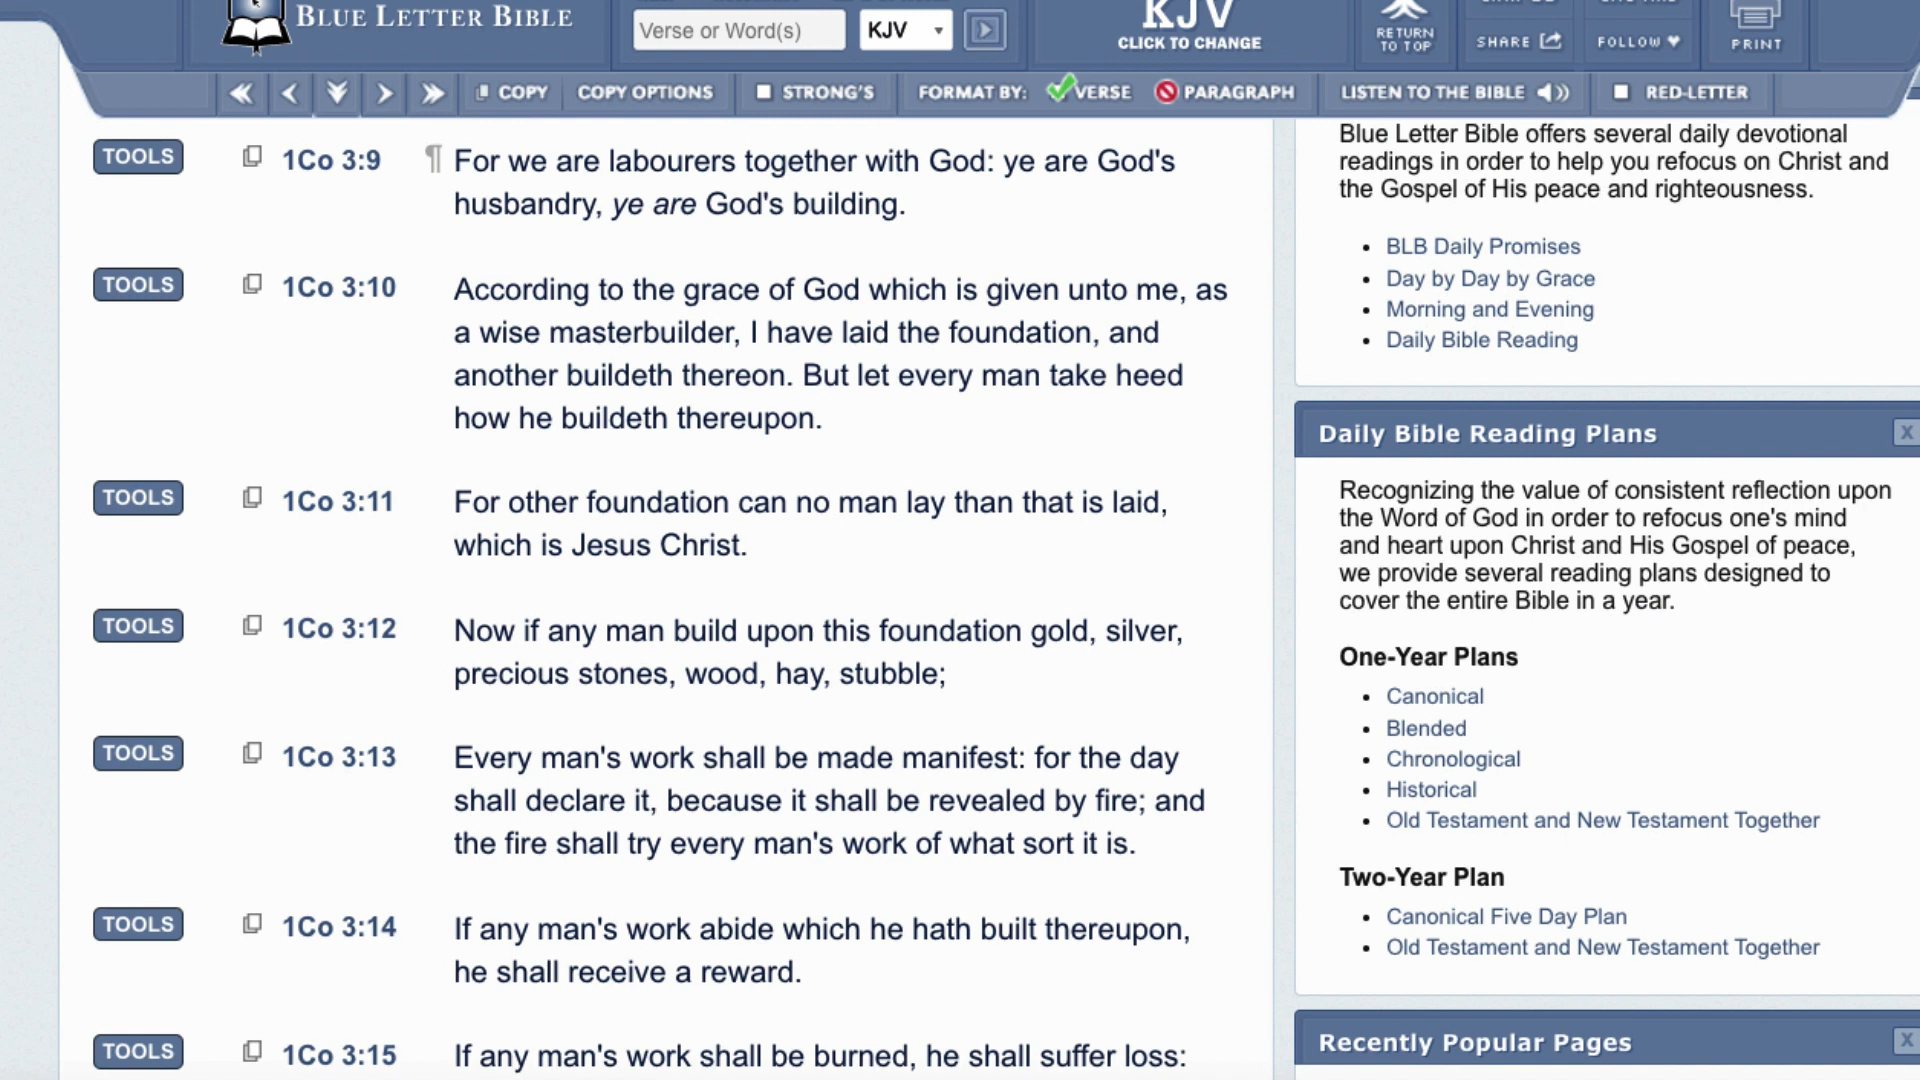 BLUE LETTER BIBLE
Verse or Word(s)
KJV
KJV
CLICK TO CHANGE
RETURN
TO TOP
SHARE
FOLLOW
PRINT
COPY
COPY OPTIONS
STRONG'S
FORMAT BY:
VERSE
PARAGRAPH
LISTEN TO THE BIBLE
RED-LETTER
TOOLS
1Co 3:9
¶ For we are labourers together with God: ye are God's
husbandry, ye are God's building.
TOOLS
1Co 3:10
According to the grace of God which is given unto me, as
a wise masterbuilder, I have laid the foundation, and
another buildeth thereon. But let every man take heed
how he buildeth thereupon.
TOOLS
1Co 3:11
For other foundation can no man lay than that is laid,
which is Jesus Christ.
TOOLS
1Co 3:12
Now if any man build upon this foundation gold, silver,
precious stones, wood, hay, stubble;
TOOLS
1Co 3:13
Every man's work shall be made manifest: for the day
shall declare it, because it shall be revealed by fire; and
the fire shall try every man's work of what sort it is.
TOOLS
1Co 3:14
If any man's work abide which he hath built thereupon,
he shall receive a reward.
TOOLS
1Co 3:15
If any man's work shall be burned, he shall suffer loss:
Blue Letter Bible offers several daily devotional
readings in order to help you refocus on Christ and
the Gospel of His peace and righteousness.
• BLB Daily Promises
• Day by Day by Grace
• Morning and Evening
• Daily Bible Reading
Daily Bible Reading Plans
X
Recognizing the value of consistent reflection upon
the Word of God in order to refocus one's mind
and heart upon Christ and His Gospel of peace,
we provide several reading plans designed to
cover the entire Bible in a year.
One-Year Plans
• Canonical
• Blended
• Chronological
• Historical
• Old Testament and New Testament Together
Two-Year Plan
• Canonical Five Day Plan
• Old Testament and New Testament Together
Recently Popular Pages
X